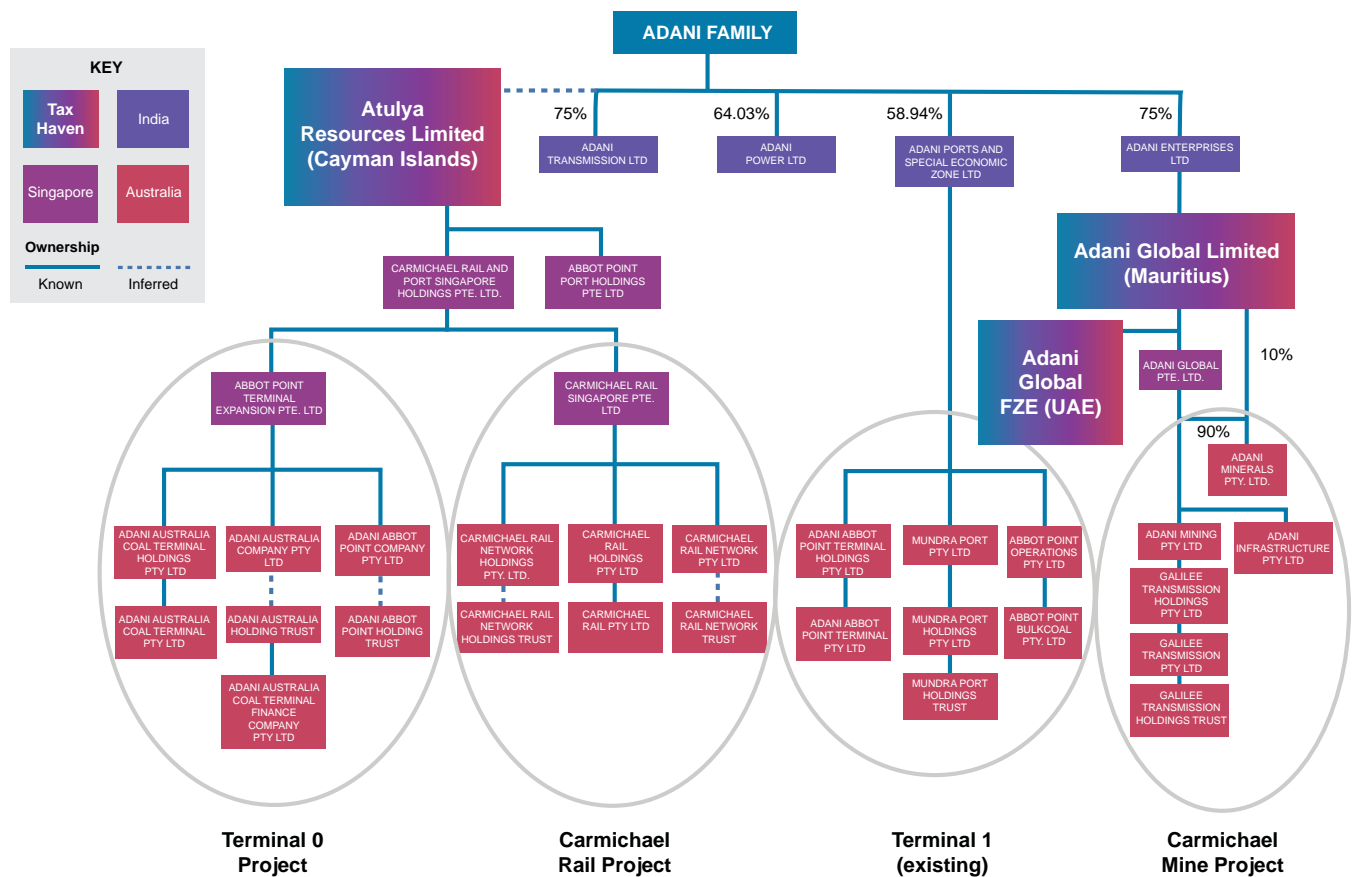 ADANI FAMILY
KEY
Tax
Haven
India
Singapore
Australia
Ownership
Known
Inferred
Atulya
Resources Limited
(Cayman Islands)
75%
ADANI
TRANSMISSION LTD
64.03%
ADANI
POWER LTD
58.94%
ADANI PORTS AND
SPECIAL ECONOMIC
ZONE LTD
75%
ADANI ENTERPRISES
LTD
Adani Global Limited
(Mauritius)
CARMICHAEL RAIL AND
PORT SINGAPORE
HOLDINGS PTE. LTD.
ABBOT POINT
PORT HOLDINGS
PTE LTD
Adani
Global
FZE (UAE)
ADANI GLOBAL
PTE. LTD.
10%
90%
ADANI
MINERALS
PTY. LTD.
ABBOT POINT
TERMINAL
EXPANSION PTE. LTD
CARMICHAEL RAIL
SINGAPORE PTE.
LTD
ADANI AUSTRALIA
COAL TERMINAL
HOLDINGS
PTY LTD
ADANI AUSTRALIA
COMPANY PTY
LTD
ADANI ABBOT
POINT COMPANY
PTY LTD
ADANI AUSTRALIA
COAL TERMINAL
PTY LTD
ADANI AUSTRALIA
HOLDING TRUST
ADANI ABBOT
POINT HOLDING
TRUST
ADANI AUSTRALIA
COAL TERMINAL
FINANCE
COMPANY
PTY LTD
CARMICHAEL RAIL
NETWORK
HOLDINGS
PTY. LTD.
CARMICHAEL
RAIL
HOLDINGS PTY
LTD
CARMICHAEL
RAIL NETWORK
PTY LTD
CARMICHAEL RAIL
NETWORK
HOLDINGS TRUST
CARMICHAEL
RAIL PTY LTD
CARMICHAEL
RAIL NETWORK
TRUST
ADANI ABBOT
POINT TERMINAL
HOLDINGS
PTY LTD
MUNDRA PORT
PTY LTD
ABBOT POINT
OPERATIONS
PTY LTD
ADANI ABBOT
POINT TERMINAL
PTY LTD
MUNDRA PORT
HOLDINGS
PTY LTD
ABBOT POINT
BULKCOAL
PTY. LTD
MUNDRA PORT
HOLDINGS
TRUST
ADANI MINING
PTY LTD
ADANI
INFRASTRUCTURE
PTY LTD
GALILEE
TRANSMISSION
HOLDINGS
PTY LTD
GALILEE
TRANSMISSION
PTY LTD
GALILEE
TRANSMISSION
HOLDINGS TRUST
Terminal 0
Project
Carmichael
Rail Project
Terminal 1
(existing)
Carmichael
Mine Project